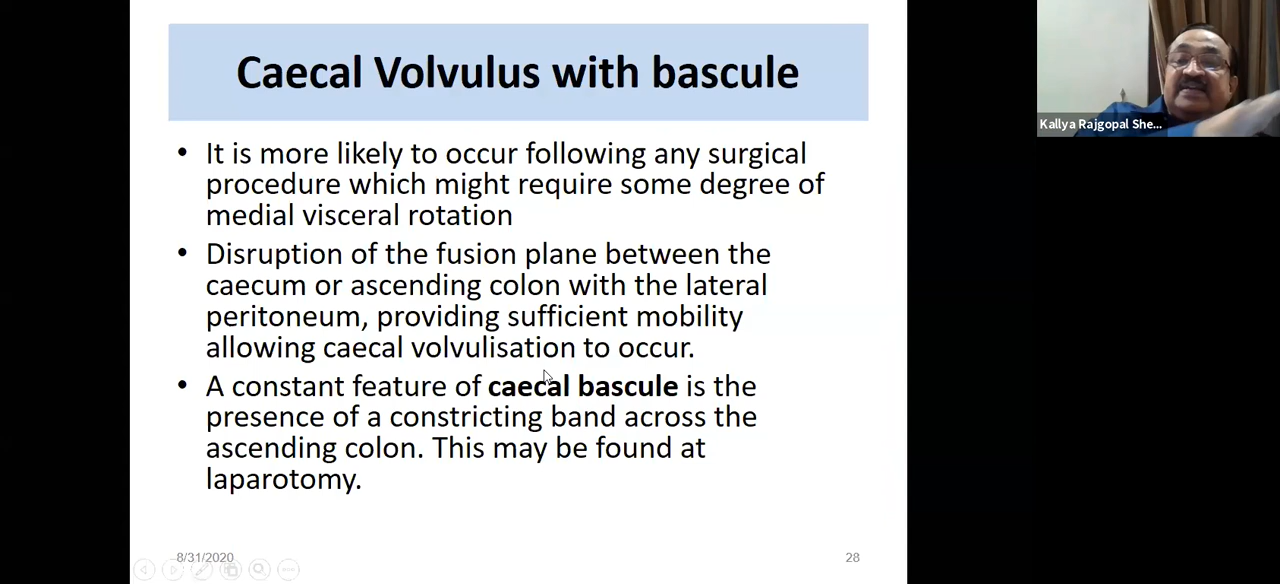 Caecal Volvulus with bascule
Kallya Rajgopal She...
• It is more likely to occur following any surgical
procedure which might require some degree of
medial visceral rotation
• Disruption of the fusion plane between the
caecum or ascending colon with the lateral
peritoneum, providing sufficient mobility
allowing caecal volvulisation to occur.
• A constant feature of caecal bascule is the
presence of a constricting band across the
ascending colon. This may be found at
laparotomy.
8/31/2020
28